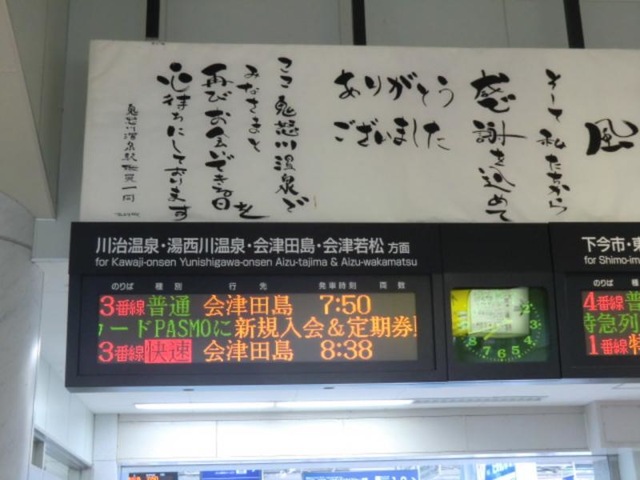 風
そして私たちから
感謝を込めて
ありがとう
ございました
ここ鬼怒川温泉で
みなさまと
再びお会いでき
心待ちにしております
鬼怒川温泉駅
一同
川治温泉・湯西川温泉・会津田島・会津若松 方面
for Kawaji-onsen Yunishigawa-onsen Aizu-tajima & Aizu-wakamatsu
のりば 種別 行先 発車時刻 両数
3番線 普通 会津田島 7:50
カードPASMOに新規入会&定期券
3番線 快速 会津田島 8:38
下今市・東
for Shimo-im
のりば 種
4番線 普
特急列
1番線 特